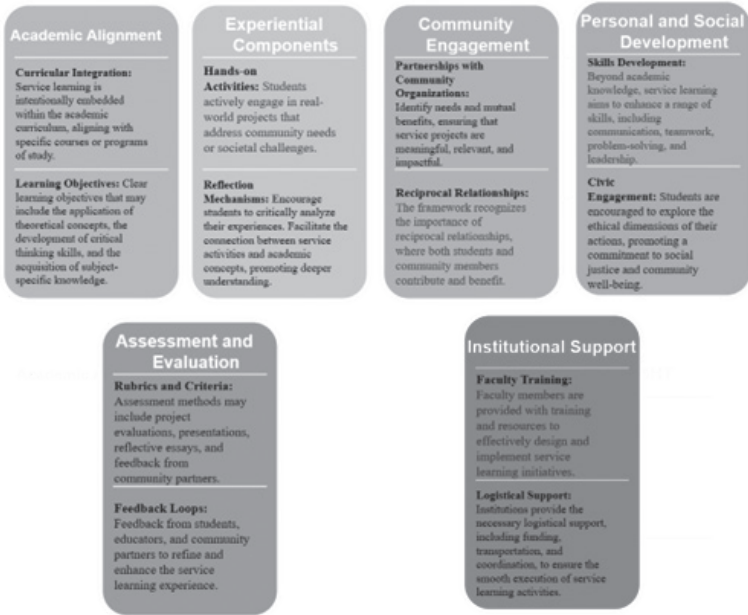 Academic Alignment
Curricular Integration:
Service learning is
intentionally embedded
within the academic
curriculum, aligning with
specific courses or programs
of study.
Learning Objectives: Clear
learning objectives that may
include the application of
theoretical concepts, the
development of critical
thinking skills, and the
acquisition of subject-
specific knowledge.
Experiential
Components
Hands-on
Activities: Students
actively engage in real-
world projects that
address community needs
or societal challenges.
Reflection
Mechanisms: Encourage
students to critically analyze
their experiences. Facilitate the
connection between service
activities and academic
concepts, promoting deeper
understanding.
Community
Engagement
Partnerships with
Community
Organizations:
Identify needs and mutual
benefits, ensuring that
service projects are
meaningful, relevant, and
impactful.
Reciprocal Relationships:
The framework recognizes
the importance of
reciprocal relationships,
where both students and
community members
contribute and benefit.
Personal and Social
Development
Skills Development:
Beyond academic
knowledge, service learning
aims to enhance a range of
skills, including
communication, teamwork,
problem-solving, and
leadership.
Civic
Engagement: Students are
encouraged to explore the
ethical dimensions of their
actions, promoting a
commitment to social
justice and community
well-being.
Assessment and
Evaluation
Rubrics and Criteria:
Assessment methods may
include project
evaluations, presentations,
reflective essays, and
feedback from
community partners.
Feedback Loops:
Feedback from students,
educators, and community
partners to refine and
enhance the service
learning experience.
Institutional Support
Faculty Training:
Faculty members are
provided with training
and resources to
effectively design and
implement service
learning initiatives.
Logistical Support:
Institutions provide the
necessary logistical support,
including funding,
transportation, and
coordination, to ensure the
smooth execution of service
learning activities.